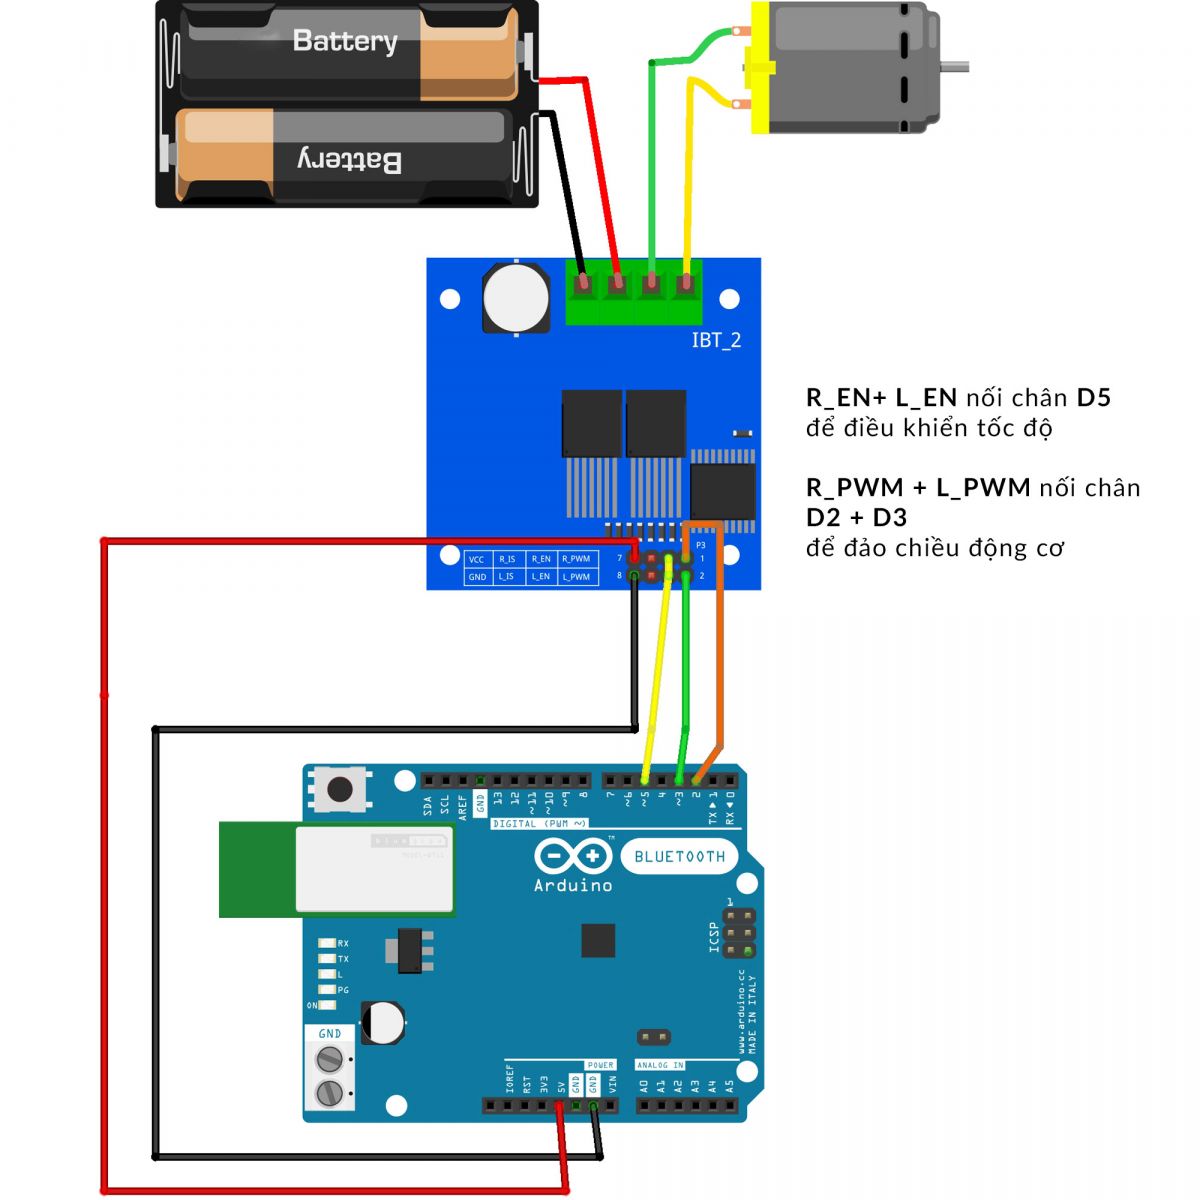 Battery
Battery
IBT_2
R_EN+ L_EN nối chân D5
để điều khiển tốc độ
R_PWM + L_PWM nối chân
D2 + D3
để đảo chiều động cơ
P3
VCC R_IS R_EN R_PWM 7 1
GND L_IS L_EN L_PWM 8 2
SDA SCL AREF GND 13 12 ~11 ~10 ~9 8 7 ~6 ~5 4 ~3 2 TX▶1 RX◀0
DIGITAL (PWM ~)
Arduino
TM
BLUETOOTH
1
ICSP
RX
TX
L
PG
ON
GND
www.arduino.cc
MADE IN ITALY
POWER
ANALOG IN
IOREF RST 3V3 5V GND GND VIN A0 A1 A2 A3 A4 A5